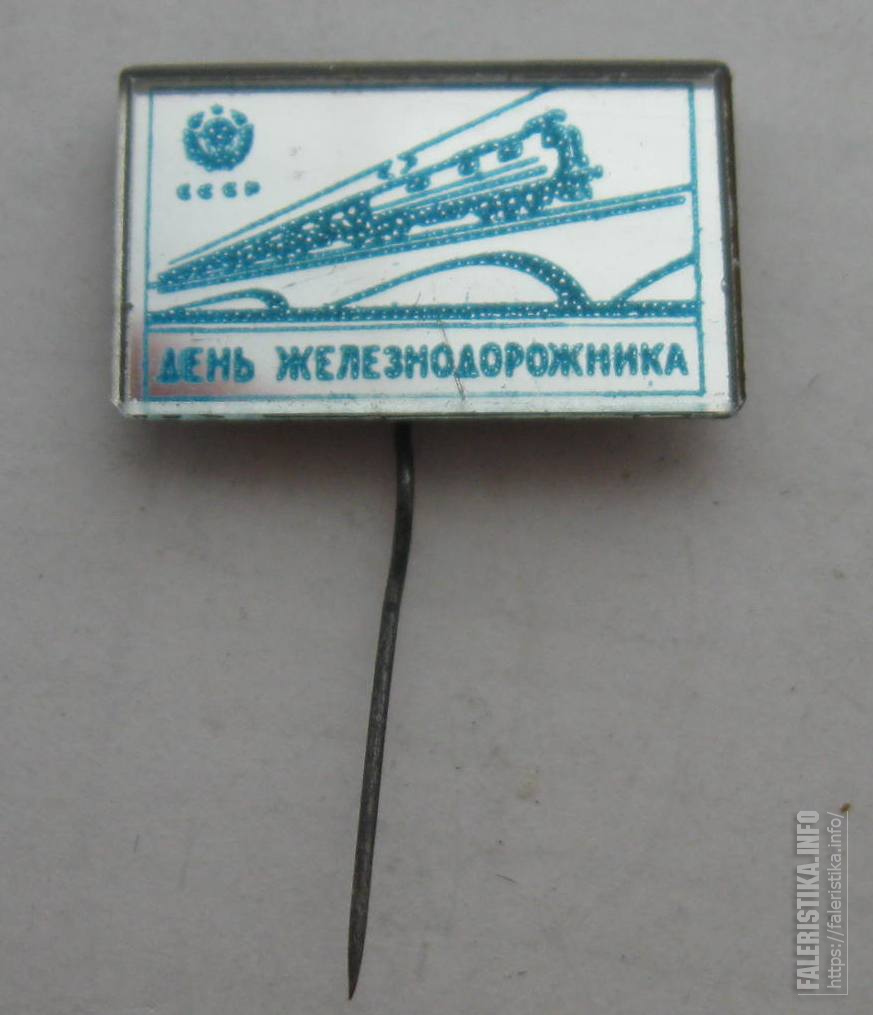 СССР
ДЕНЬ ЖЕЛЕЗНОДОРОЖНИКА
FALERISTIKA.INFO
https://faleristika.info/